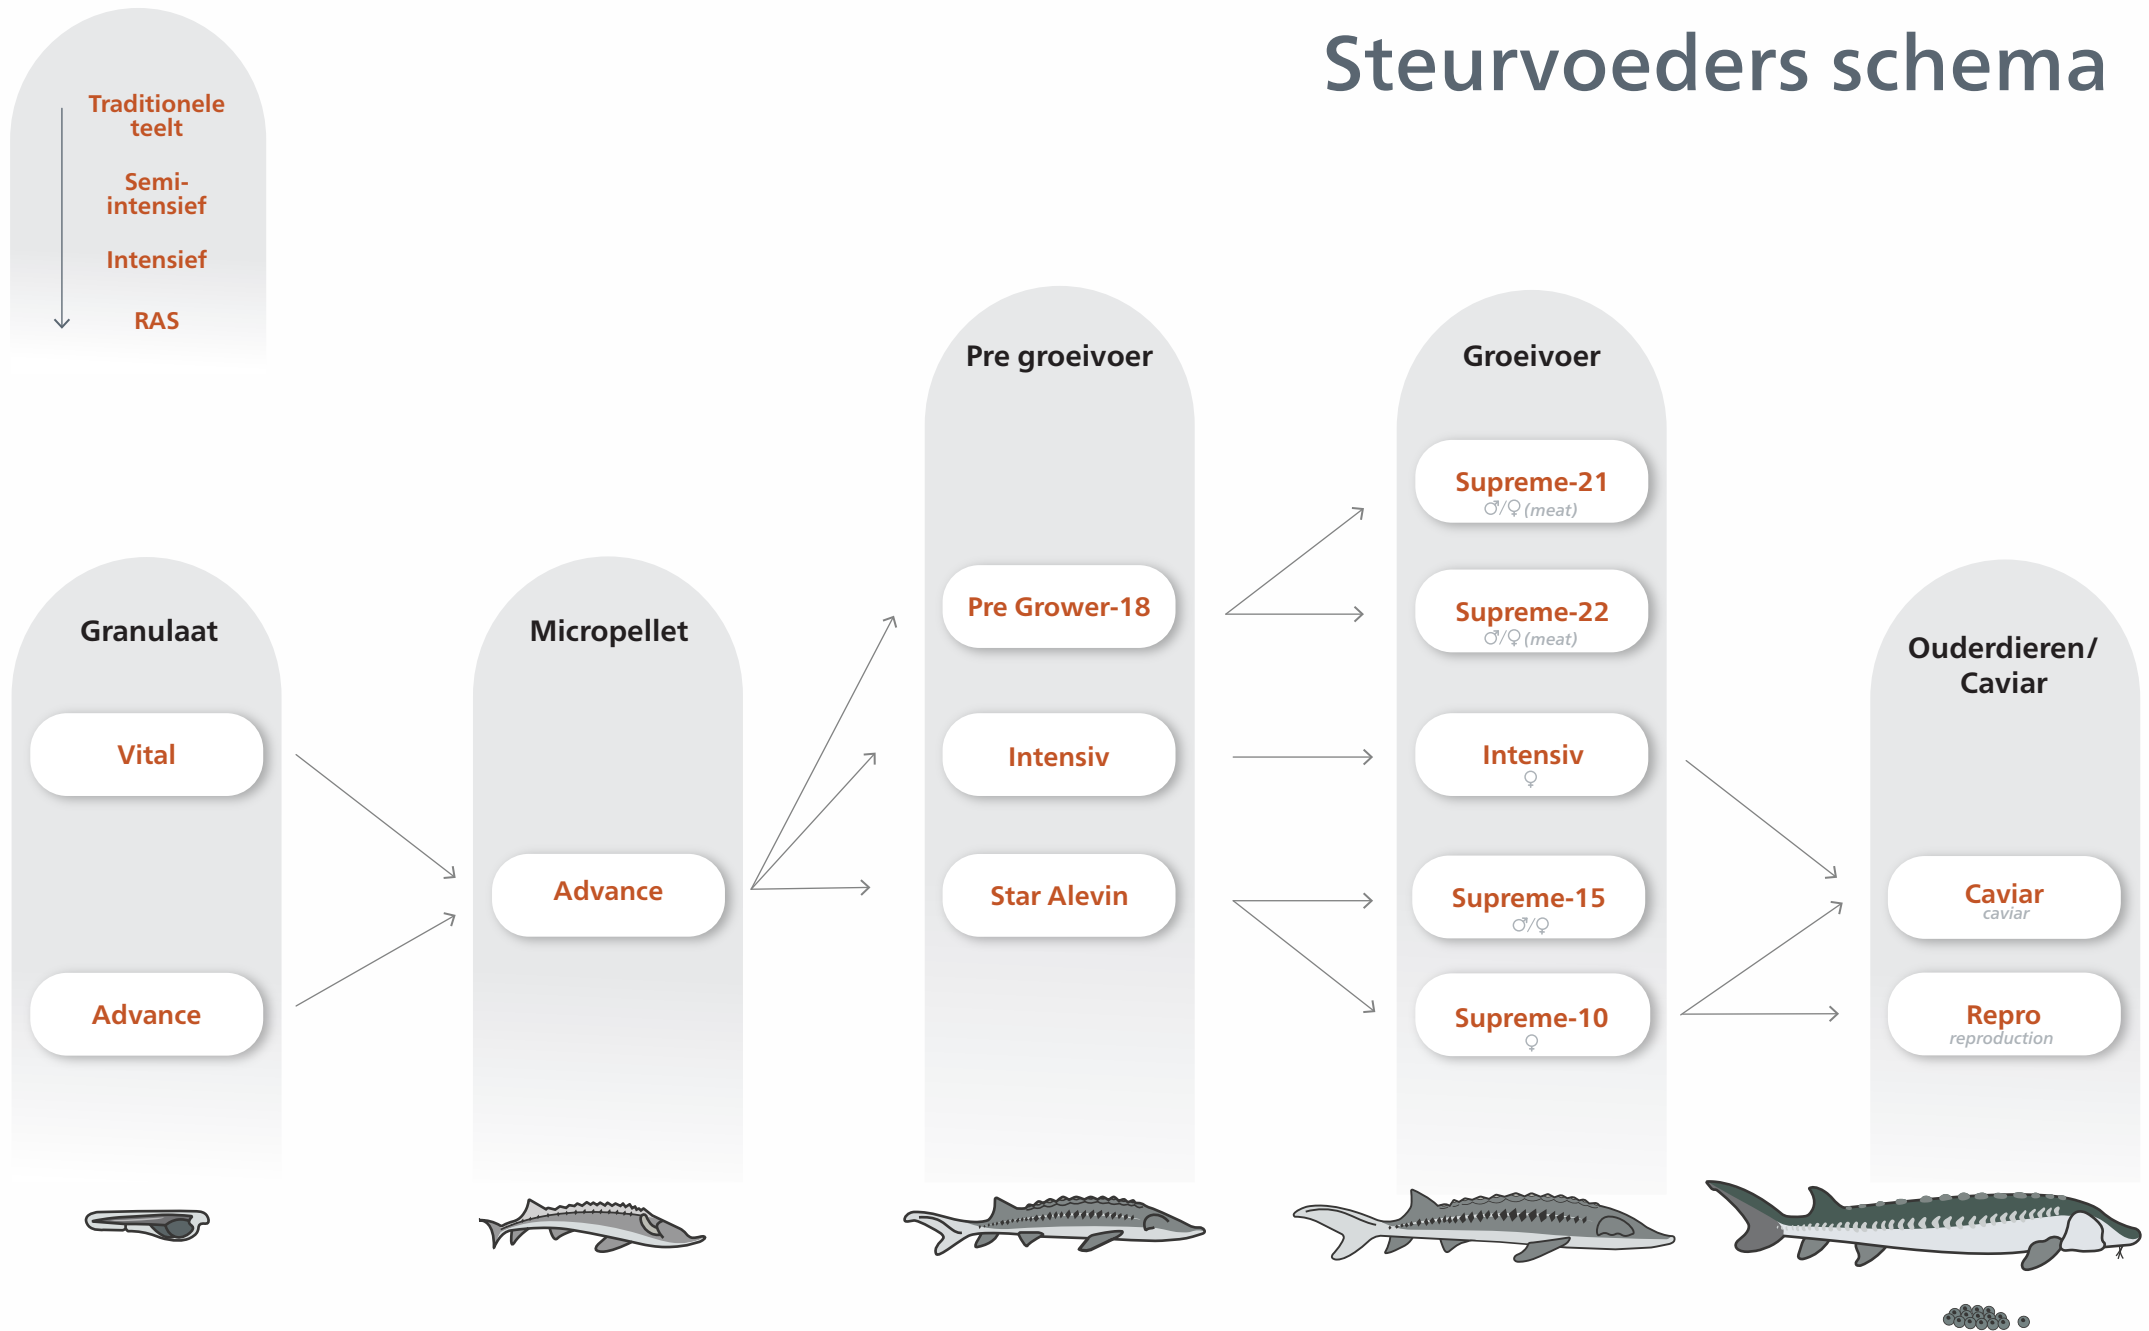 Steurvoeders schema
Traditionele
teelt
Semi-
intensief
Intensief
RAS
Granulaat
Vital
Advance
Micropellet
Advance
Pre groeivoer
Pre Grower-18
Intensiv
Star Alevin
Groeivoer
Supreme-21
♂/♀ (meat)
Supreme-22
♂/♀ (meat)
Intensiv
♀
Supreme-15
♂/♀
Supreme-10
♀
Ouderdieren/
Caviar
Caviar
caviar
Repro
reproduction